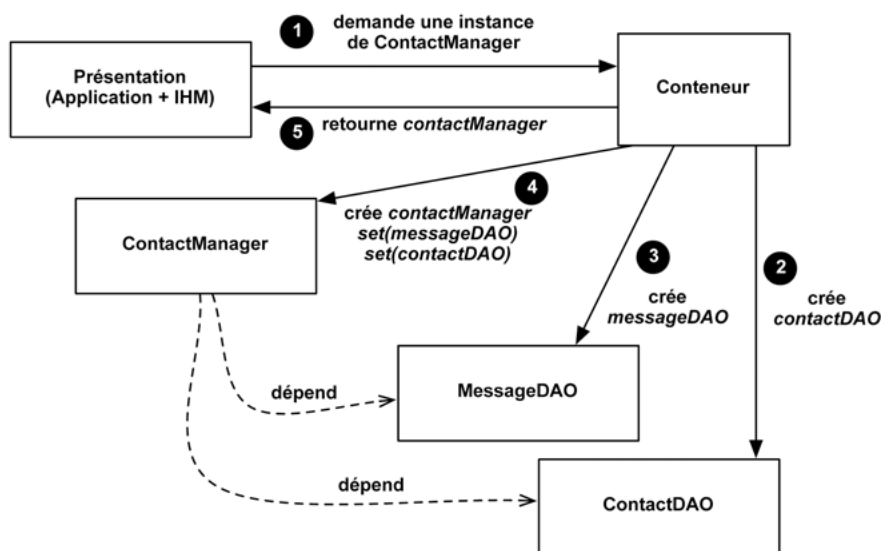 1
demande une instance
de ContactManager
Présentation
(Application + IHM)
Conteneur
5
retourne contactManager
4
crée contactManager
set(messageDAO)
set(contactDAO)
ContactManager
3
crée
messageDAO
2
crée
contactDAO
dépend
MessageDAO
dépend
ContactDAO